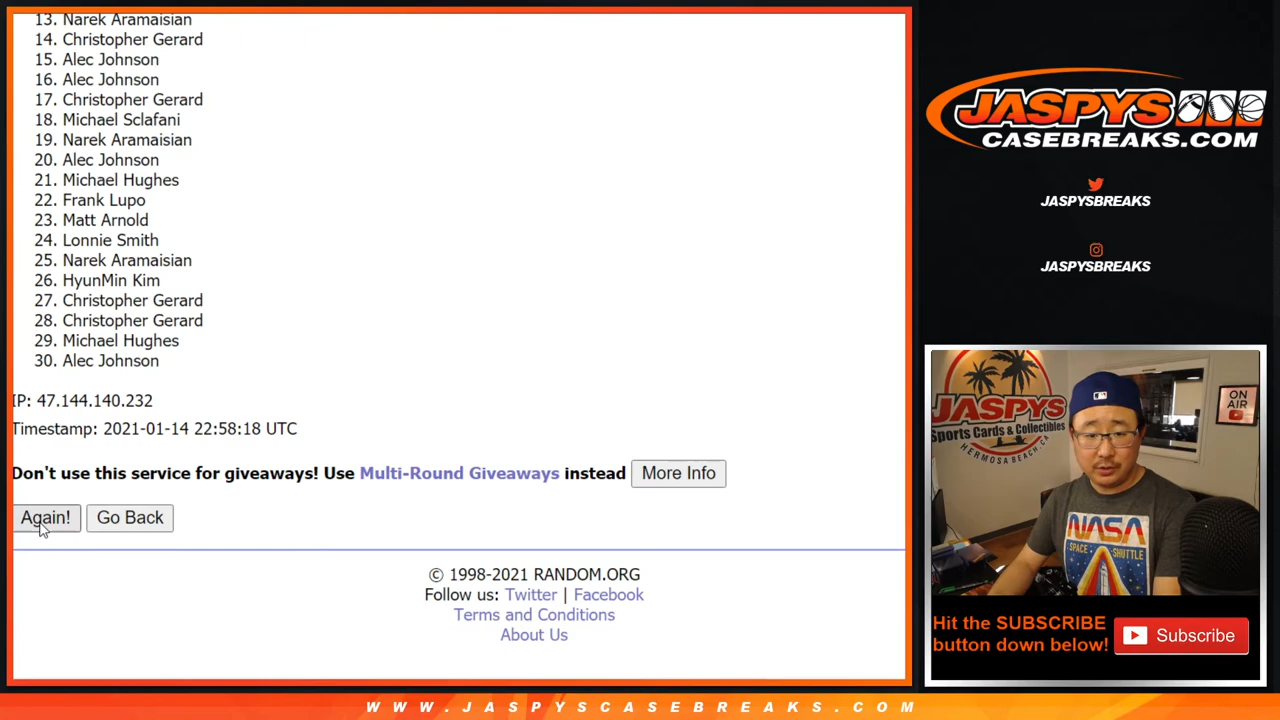 13. Narek Aramaisian
14. Christopher Gerard
15. Alec Johnson
16. Alec Johnson
17. Christopher Gerard
18. Michael Sclafani
19. Narek Aramaisian
20. Alec Johnson
21. Michael Hughes
22. Frank Lupo
23. Matt Arnold
24. Lonnie Smith
25. Narek Aramaisian
26. HyunMin Kim
27. Christopher Gerard
28. Christopher Gerard
29. Michael Hughes
30. Alec Johnson
IP: 47.144.140.232
Timestamp: 2021-01-14 22:58:18 UTC
Don't use this service for giveaways! Use Multi-Round Giveaways instead More Info
Again! Go Back
© 1998-2021 RANDOM.ORG
Follow us: Twitter | Facebook
Terms and Conditions
About Us
JASPYS
CASEBREAKS.COM
JASPYSBREAKS
JASPYSBREAKS
JASPYS
Sports Cards & Collectibles
HERMOSA BEACH, CA
ON
AIR
NASA
SPACE SHUTTLE
Hit the SUBSCRIBE
button down below!
Subscribe
WWW.JASPYSCASEBREAKS.COM